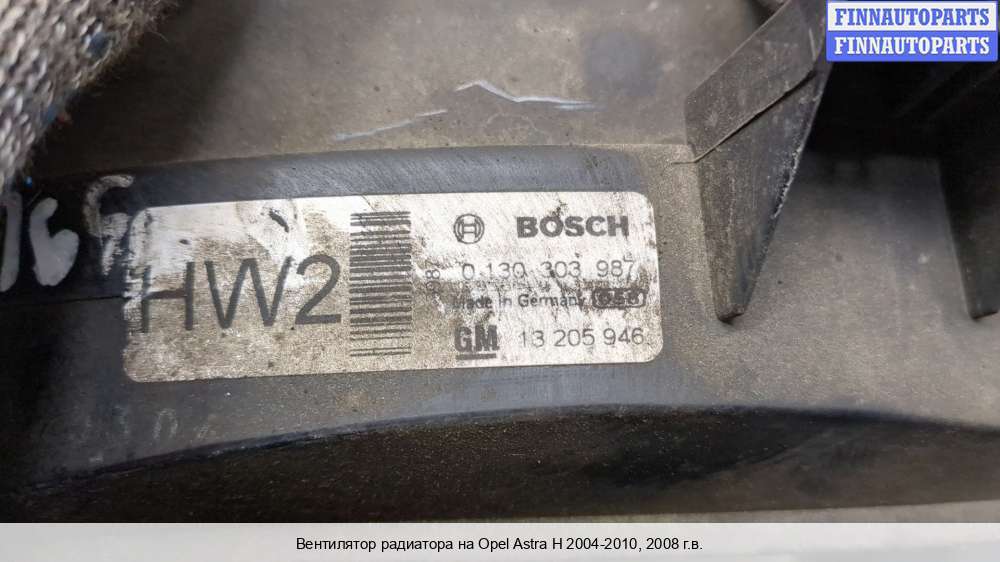 FINNAUTOPARTS
FINNAUTOPARTS
HW2
BOSCH
0 130 303 987
Made in Germany
GM
13 205 946
Вентилятор радиатора на Opel Astra H 2004-2010, 2008 г.в.